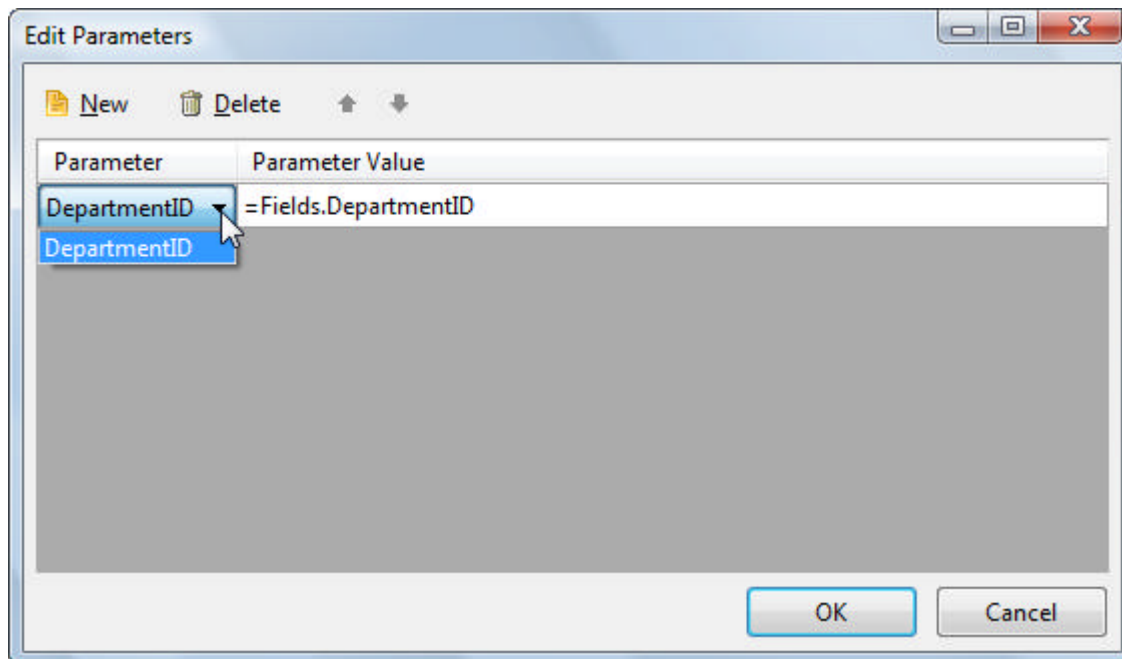 Edit Parameters
New Delete
Parameter Parameter Value
DepartmentID =Fields.DepartmentID
DepartmentID
OK Cancel